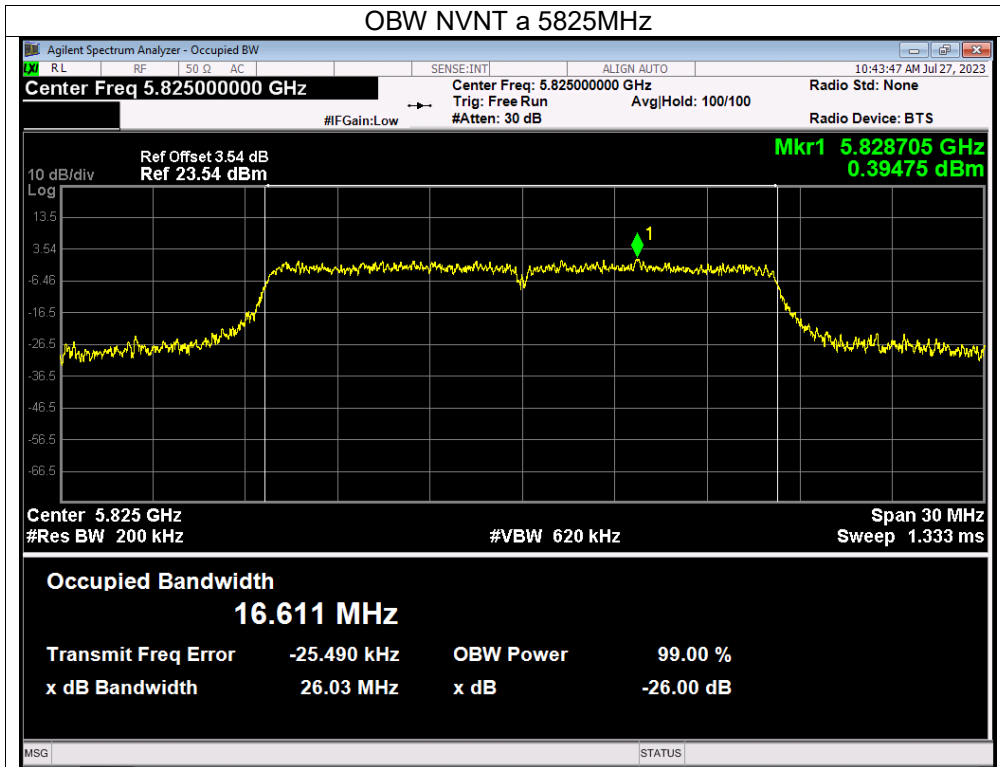 OBW NVNT a 5825MHz
Agilent Spectrum Analyzer - Occupied BW
LXI RL RF 50 Ω AC SENSE:INT ALIGN AUTO 10:43:47 AM Jul 27, 2023
Center Freq 5.825000000 GHz Center Freq: 5.825000000 GHz Radio Std: None
Trig: Free Run Avg|Hold: 100/100
#IFGain:Low #Atten: 30 dB Radio Device: BTS
Mkr1 5.828705 GHz
0.39475 dBm
Ref Offset 3.54 dB
10 dB/div Ref 23.54 dBm
Log
13.5
1
3.54
-6.46
-16.5
-26.5
-36.5
-46.5
-56.5
-66.5
Center 5.825 GHz Span 30 MHz
#Res BW 200 kHz #VBW 620 kHz Sweep 1.333 ms
Occupied Bandwidth
16.611 MHz
Transmit Freq Error -25.490 kHz OBW Power 99.00 %
x dB Bandwidth 26.03 MHz x dB -26.00 dB
MSG STATUS